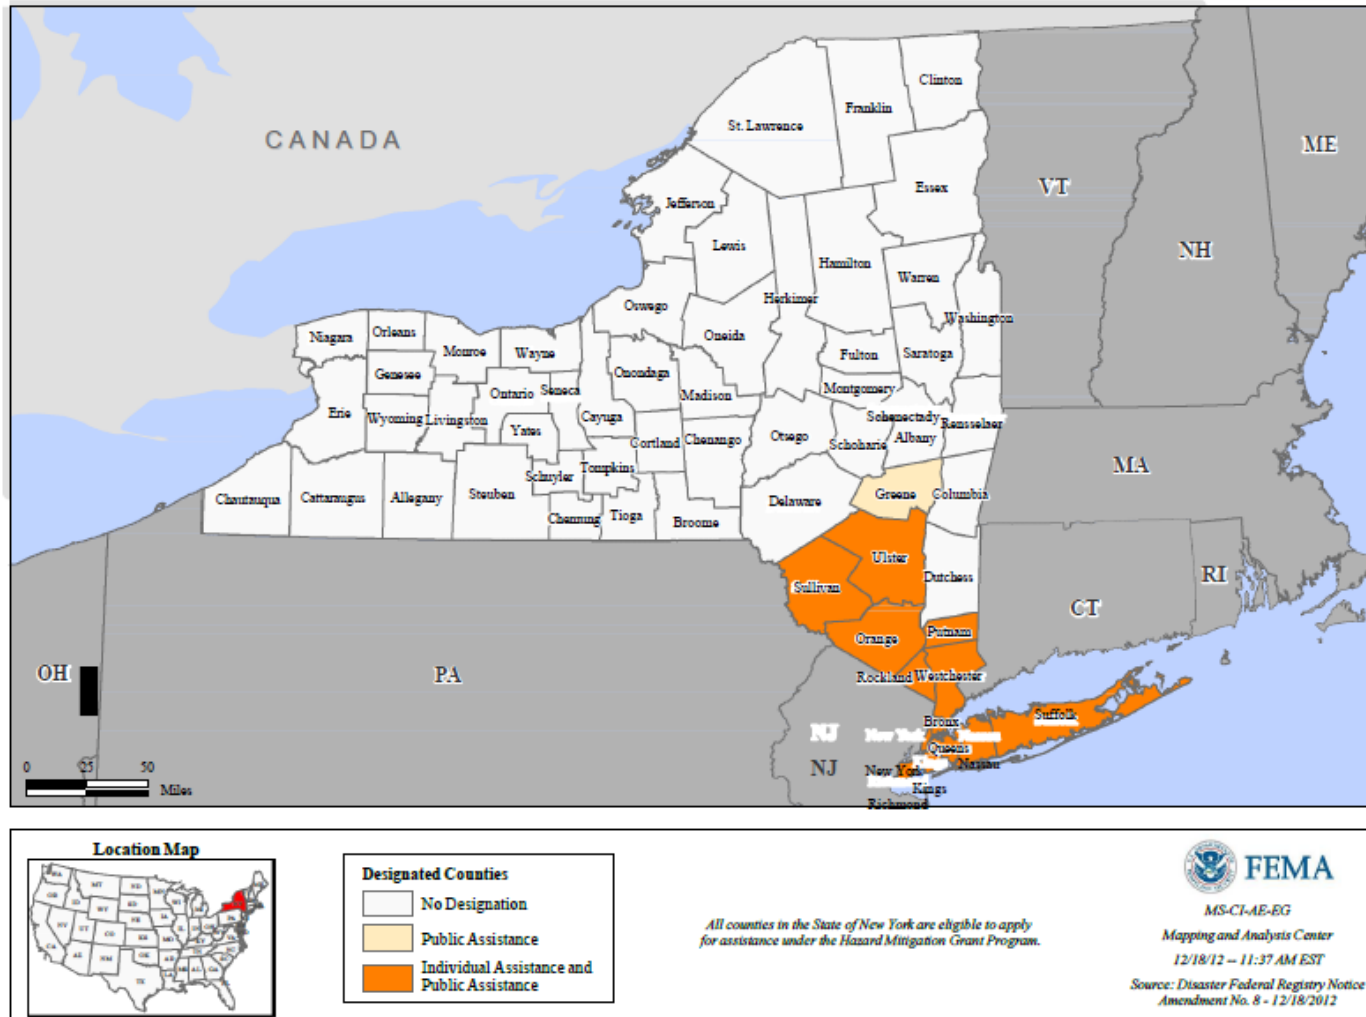 CANADA
Clinton
Franklin
St. Lawrence
ME
VT
Essex
Jefferson
Lewis
NH
Hamilton
Warren
Herkimer
Oswego
Washington
Oneida
Niagara
Orleans
Monroe
Wayne
Fulton
Saratoga
Genesee
Onondaga
Ontario
Seneca
Madison
Montgomery
Erie
Wyoming
Livingston
Cayuga
Schenectady
Rensselaer
Yates
Cortland
Chenango
Otsego
Schoharie
Albany
MA
Tompkins
Schuyler
Chautauqua
Cattaraugus
Allegany
Steuben
Delaware
Greene
Columbia
Chemung
Tioga
Broome
Ulster
Sullivan
Dutchess
RI
CT
Orange
Putnam
OH
PA
Rockland
Westchester
Suffolk
Bronx
NJ
New York
Nassau
Queens
NJ
New York
Nassau
Kings
Richmond
0 25 50
Miles
Location Map
Designated Counties
No Designation
Public Assistance
Individual Assistance and
Public Assistance
All counties in the State of New York are eligible to apply
for assistance under the Hazard Mitigation Grant Program.
FEMA
MS-CI-AE-EG
Mapping and Analysis Center
12/18/12 -- 11:37 AM EST
Source: Disaster Federal Registry Notice
Amendment No. 8 - 12/18/2012